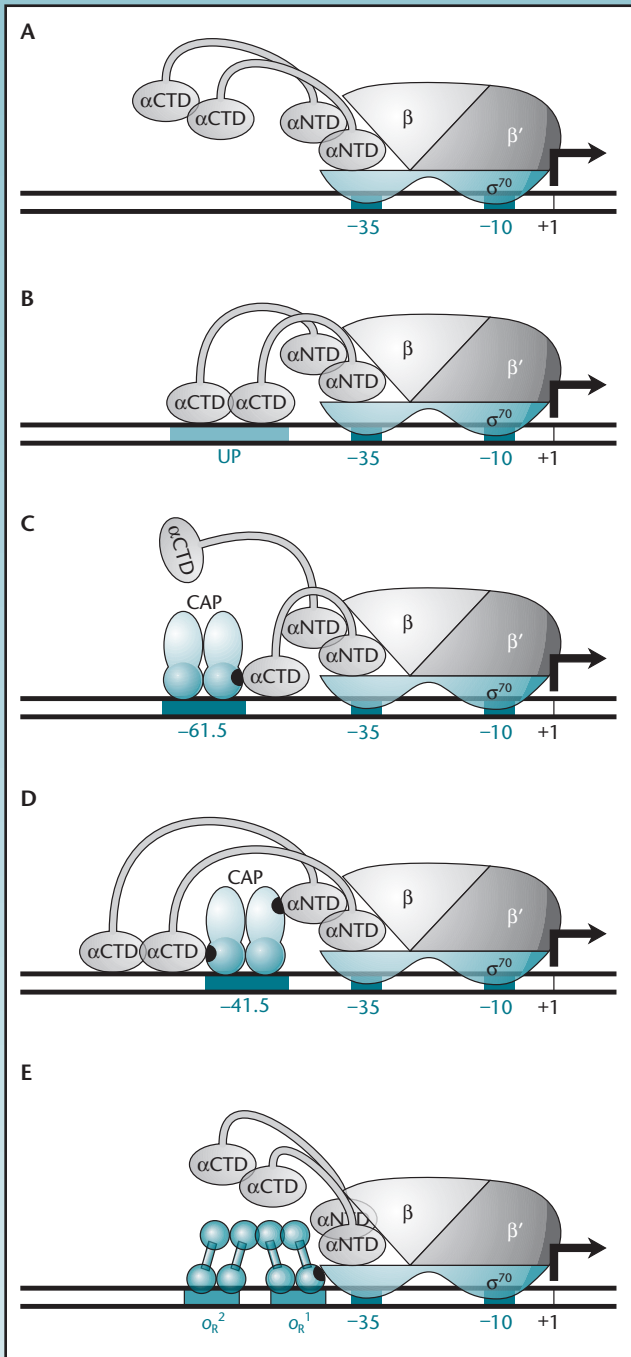 A
αCTD
αCTD
αNTD
αNTD
β
β′
σ⁷⁰
−35
−10
+1
B
αNTD
αNTD
αCTD
αCTD
β
β′
σ⁷⁰
UP
−35
−10
+1
C
αCTD
CAP
αNTD
αNTD
αCTD
β
β′
σ⁷⁰
−61.5
−35
−10
+1
D
CAP
αNTD
αNTD
αCTD
αCTD
β
β′
σ⁷⁰
−41.5
−35
−10
+1
E
αCTD
αCTD
αNTD
αNTD
β
β′
σ⁷⁰
oR²
oR¹
−35
−10
+1